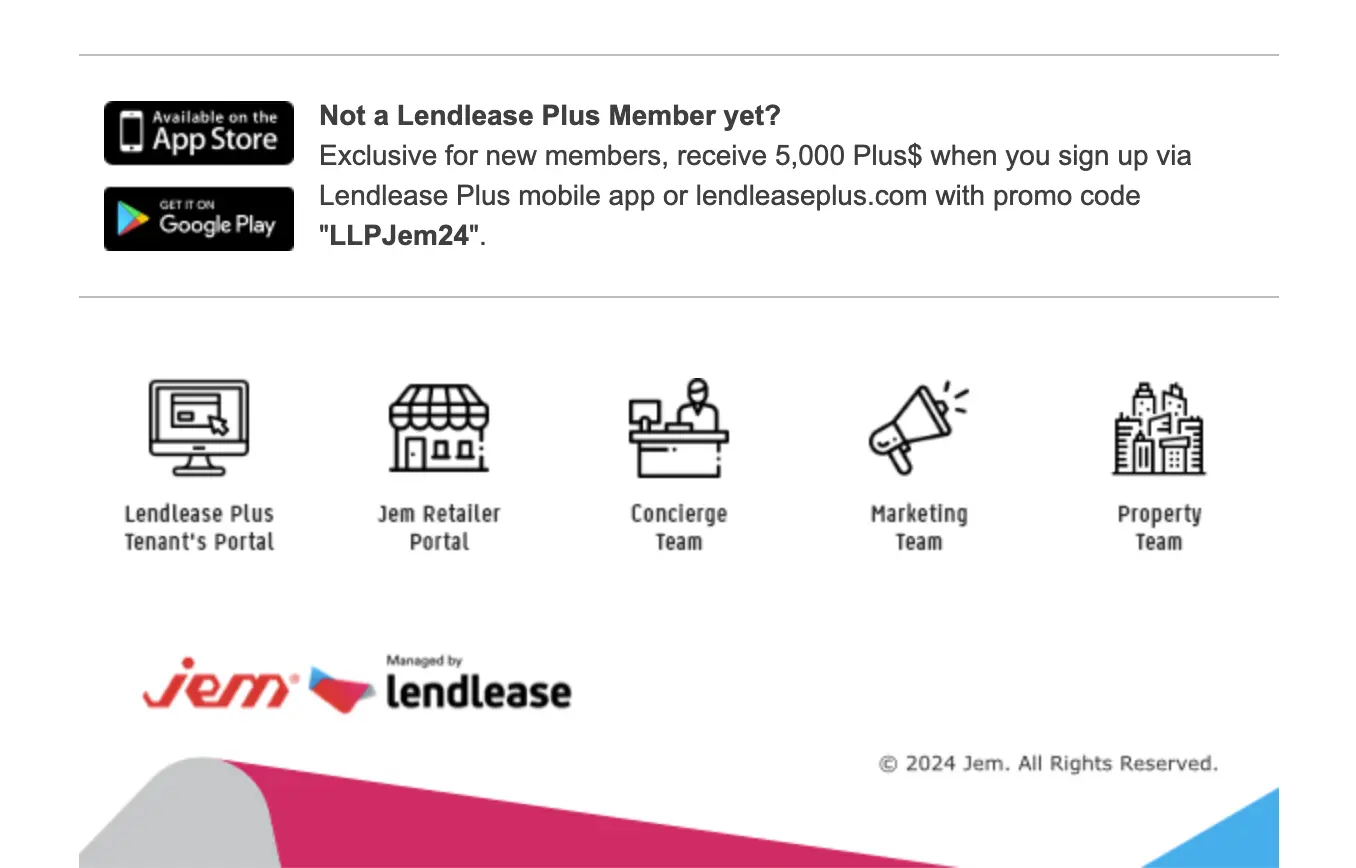 Available on the
App Store
Not a Lendlease Plus Member yet?
Exclusive for new members, receive 5,000 Plus$ when you sign up via
Lendlease Plus mobile app or lendleaseplus.com with promo code
"LLPJem24".
GET IT ON
Google Play
Lendlease Plus
Tenant's Portal
Jem Retailer
Portal
Concierge
Team
Marketing
Team
Property
Team
jem®
Managed by
lendlease
© 2024 Jem. All Rights Reserved.